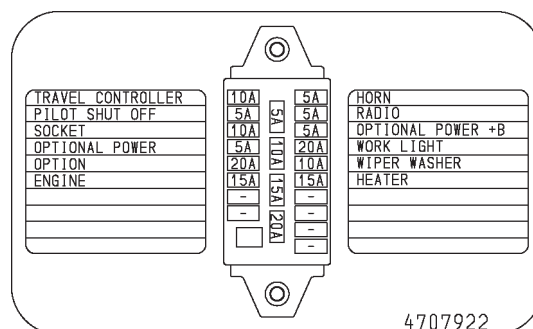 TRAVEL CONTROLLER 10A 5A HORN
PILOT SHUT OFF 5A 5A RADIO
5A
SOCKET 10A 5A OPTIONAL POWER +B
OPTIONAL POWER 5A 20A WORK LIGHT
10A
OPTION 20A 10A WIPER WASHER
ENGINE 15A 15A HEATER
15A
- -
- -
20A
-
-
4707922